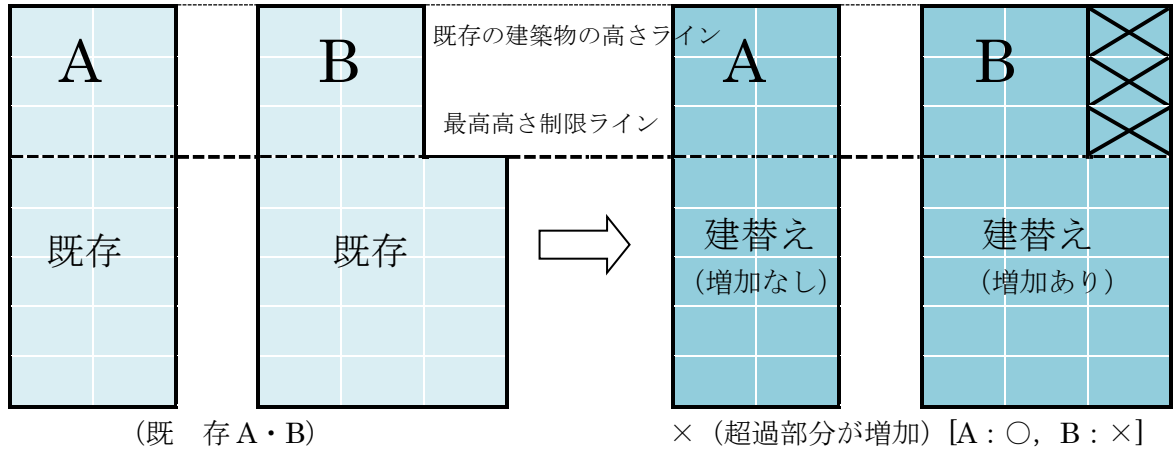 A
B
既存の建築物の高さライン
A
B
最高高さ制限ライン
既存
既存
建替え
(増加なし)
建替え
(増加あり)
(既　存 A・B)
×（超過部分が増加）[A：○，B：×]